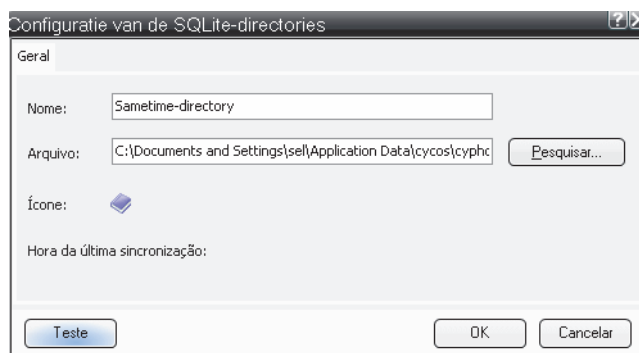 Configuratie van de SQLite-directories
Geral
Nome: Sametime-directory
Arquivo: C:\Documents and Settings\sel\Application Data\cycos\cyphc Pesquisar...
Ícone:
Hora da última sincronização:
Teste OK Cancelar